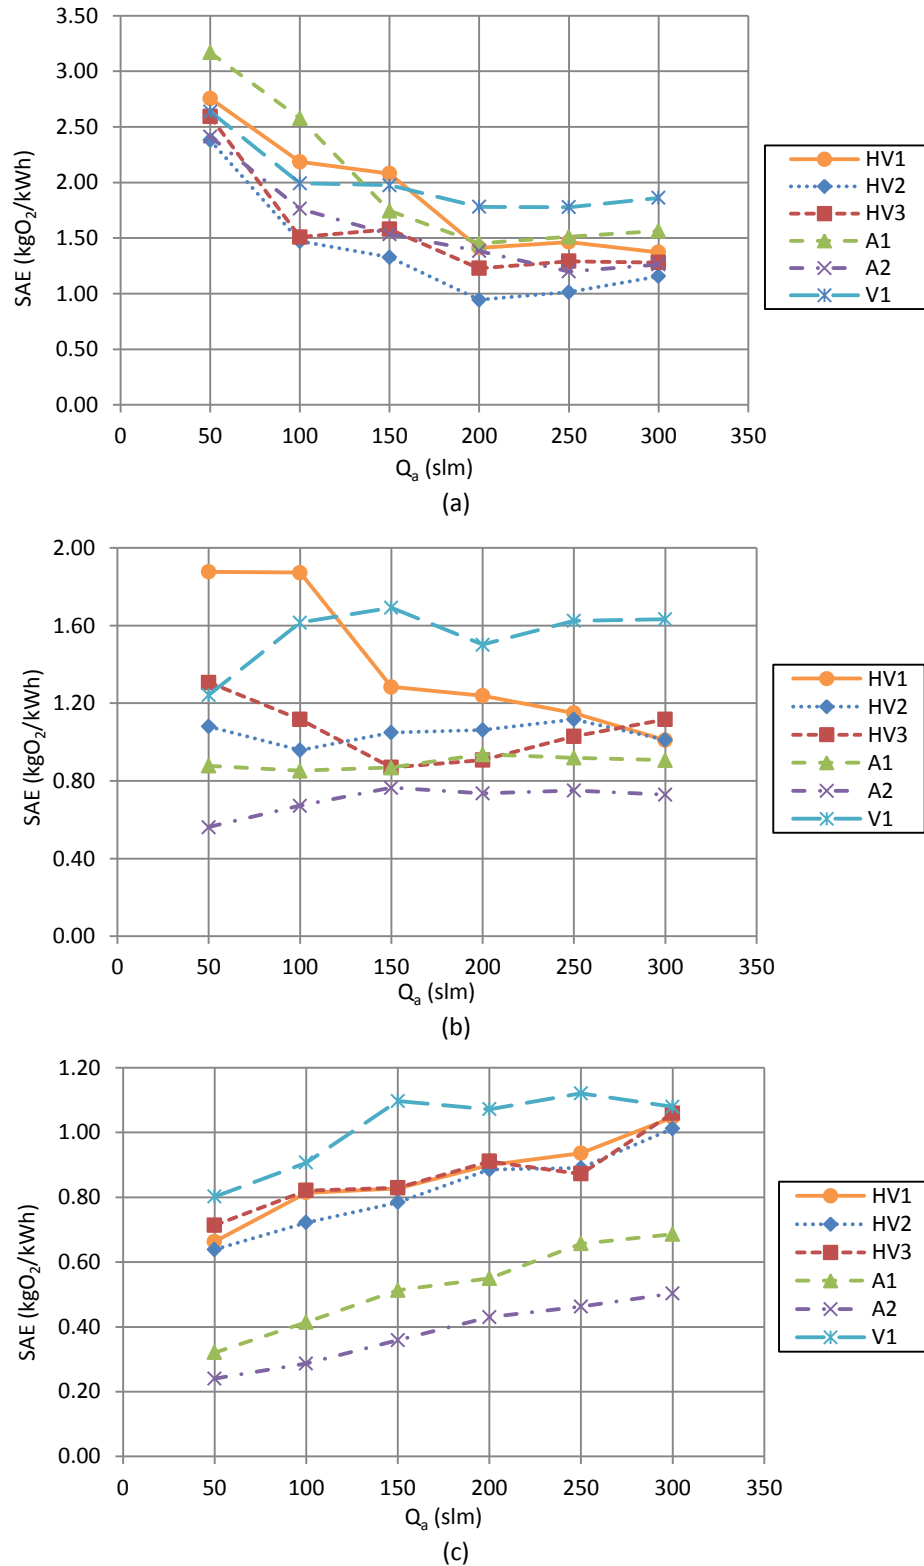 3.50
3.00
2.50
2.00
1.50
1.00
0.50
0.00
SAE (kgO₂/kWh)
0 50 100 150 200 250 300 350
Qₐ (slm)
(a)
HV1
HV2
HV3
A1
A2
V1
2.00
1.60
1.20
0.80
0.40
0.00
SAE (kgO₂/kWh)
0 50 100 150 200 250 300 350
Qₐ (slm)
(b)
HV1
HV2
HV3
A1
A2
V1
1.20
1.00
0.80
0.60
0.40
0.20
0.00
SAE (kgO₂/kWh)
0 50 100 150 200 250 300 350
Qₐ (slm)
(c)
HV1
HV2
HV3
A1
A2
V1